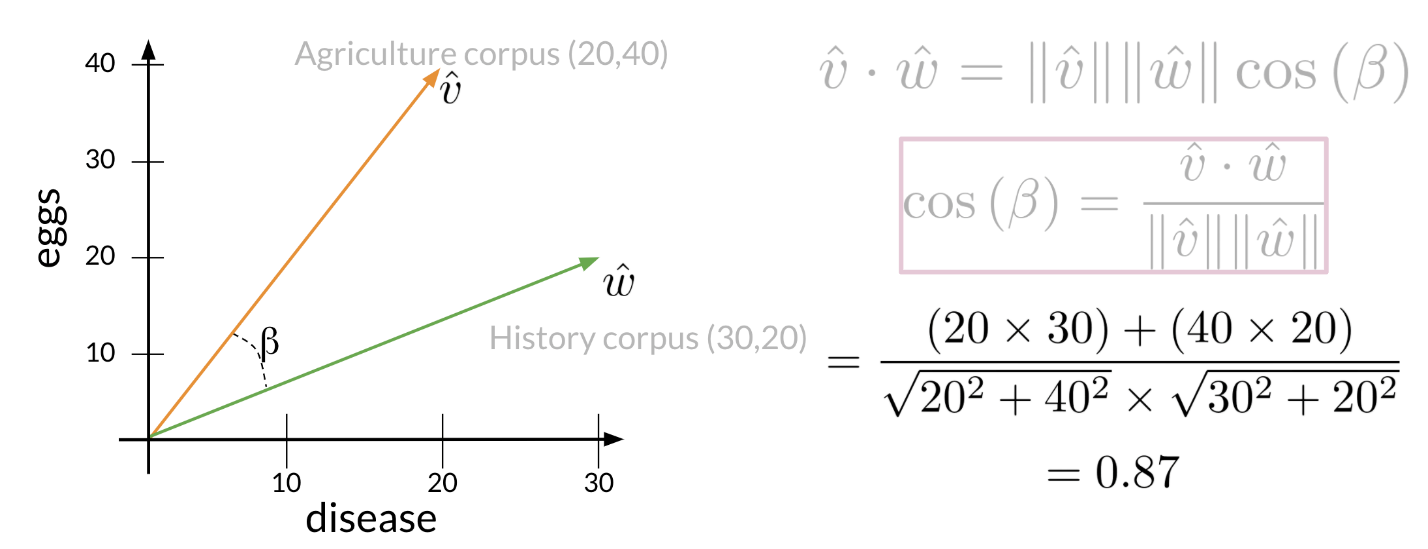 Agriculture corpus (20,40)
40
v̂
30
eggs
20
ŵ
β
10
History corpus (30,20)
10 20 30
disease
v̂ · ŵ = ||v̂|| ||ŵ|| cos (β)
cos (β) = v̂ · ŵ / ||v̂|| ||ŵ||
= (20 × 30) + (40 × 20) / √20² + 40² × √30² + 20²
= 0.87